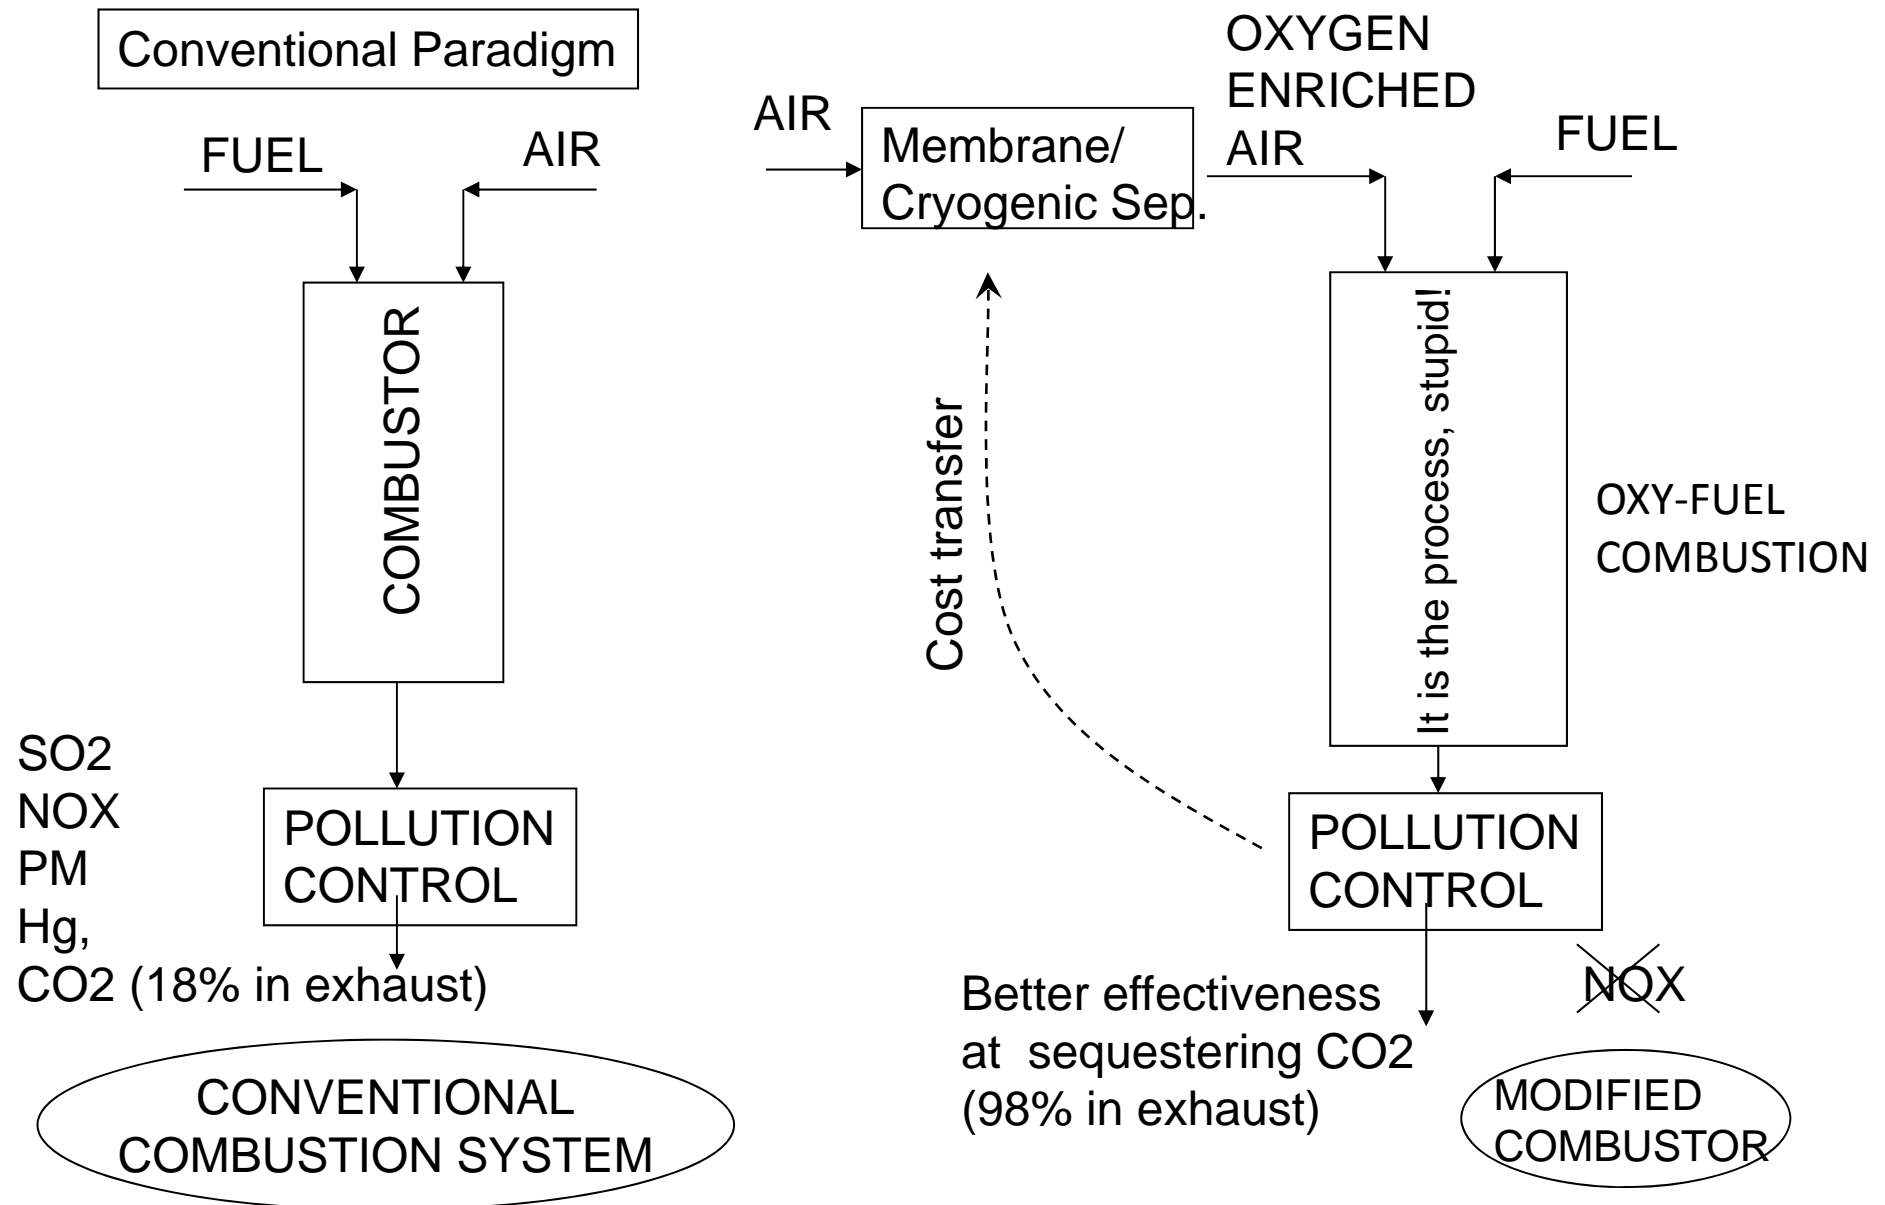 Conventional Paradigm
FUEL
AIR
COMBUSTOR
SO2
NOX
PM
Hg,
CO2 (18% in exhaust)
POLLUTION
CONTROL
CONVENTIONAL
COMBUSTION SYSTEM
AIR
Membrane/
Cryogenic Sep.
OXYGEN
ENRICHED
AIR
FUEL
Cost transfer
It is the process, stupid!
OXY-FUEL
COMBUSTION
POLLUTION
CONTROL
Better effectiveness
at sequestering CO2
(98% in exhaust)
NOX
MODIFIED
COMBUSTOR